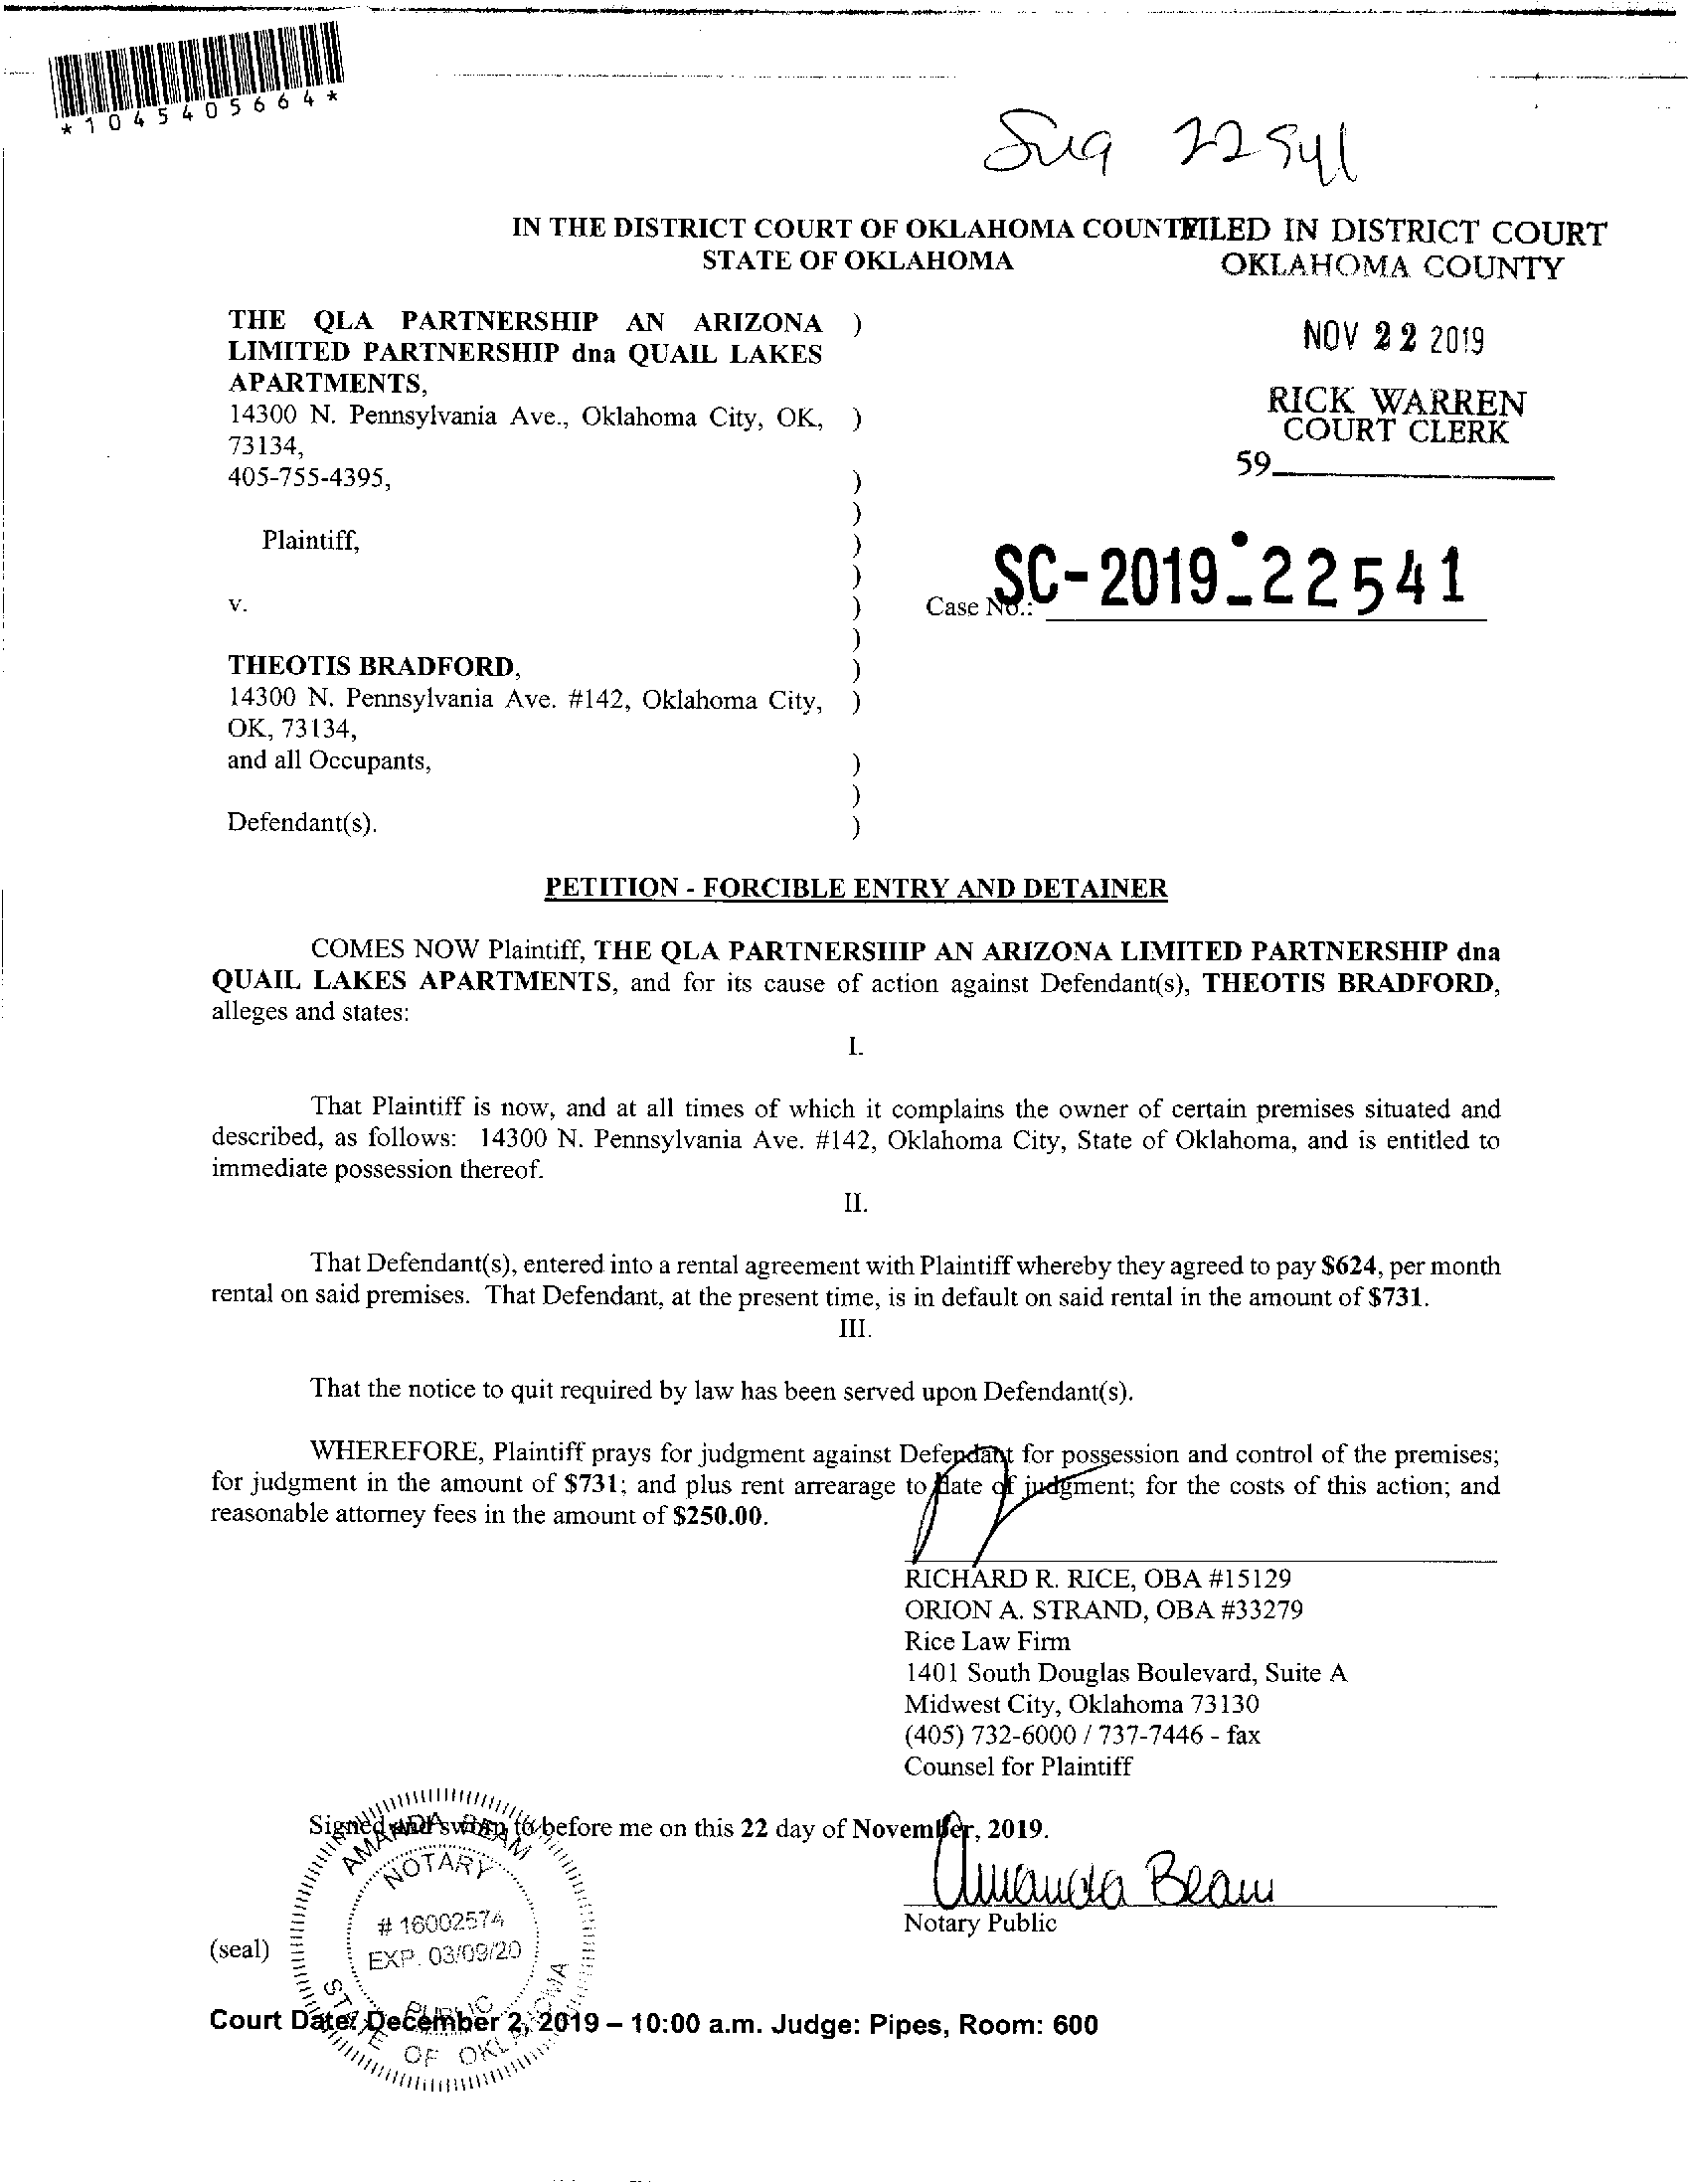 *1045405664*
22541
IN THE DISTRICT COURT OF OKLAHOMA COUNTY
STATE OF OKLAHOMA
FILED IN DISTRICT COURT
OKLAHOMA COUNTY
NOV 22 2019
RICK WARREN
COURT CLERK
59
THE QLA PARTNERSHIP AN ARIZONA )
LIMITED PARTNERSHIP dna QUAIL LAKES
APARTMENTS,
14300 N. Pennsylvania Ave., Oklahoma City, OK, )
73134,
405-755-4395, )
)
Plaintiff, )
)
v. )
Case No.: SC-2019-22541
)
THEOTIS BRADFORD, )
14300 N. Pennsylvania Ave. #142, Oklahoma City, )
OK, 73134,
and all Occupants, )
)
Defendant(s). )
PETITION - FORCIBLE ENTRY AND DETAINER
COMES NOW Plaintiff, THE QLA PARTNERSHIP AN ARIZONA LIMITED PARTNERSHIP dna
QUAIL LAKES APARTMENTS, and for its cause of action against Defendant(s), THEOTIS BRADFORD,
alleges and states:
I.
That Plaintiff is now, and at all times of which it complains the owner of certain premises situated and
described, as follows: 14300 N. Pennsylvania Ave. #142, Oklahoma City, State of Oklahoma, and is entitled to
immediate possession thereof.
II.
That Defendant(s), entered into a rental agreement with Plaintiff whereby they agreed to pay $624, per month
rental on said premises. That Defendant, at the present time, is in default on said rental in the amount of $731.
III.
That the notice to quit required by law has been served upon Defendant(s).
WHEREFORE, Plaintiff prays for judgment against Defendant for possession and control of the premises;
for judgment in the amount of $731; and plus rent arrearage to date of judgment; for the costs of this action; and
reasonable attorney fees in the amount of $250.00.
RICHARD R. RICE, OBA #15129
ORION A. STRAND, OBA #33279
Rice Law Firm
1401 South Douglas Boulevard, Suite A
Midwest City, Oklahoma 73130
(405) 732-6000 / 737-7446 - fax
Counsel for Plaintiff
Signed and sworn to before me on this 22 day of November, 2019.
Amanda Beam
Notary Public
(seal)
AMANDA BEAM
NOTARY
# 16002574
EXP. 03/09/20
PUBLIC
STATE OF OKLAHOMA
Court Date: December 2, 2019 – 10:00 a.m. Judge: Pipes, Room: 600